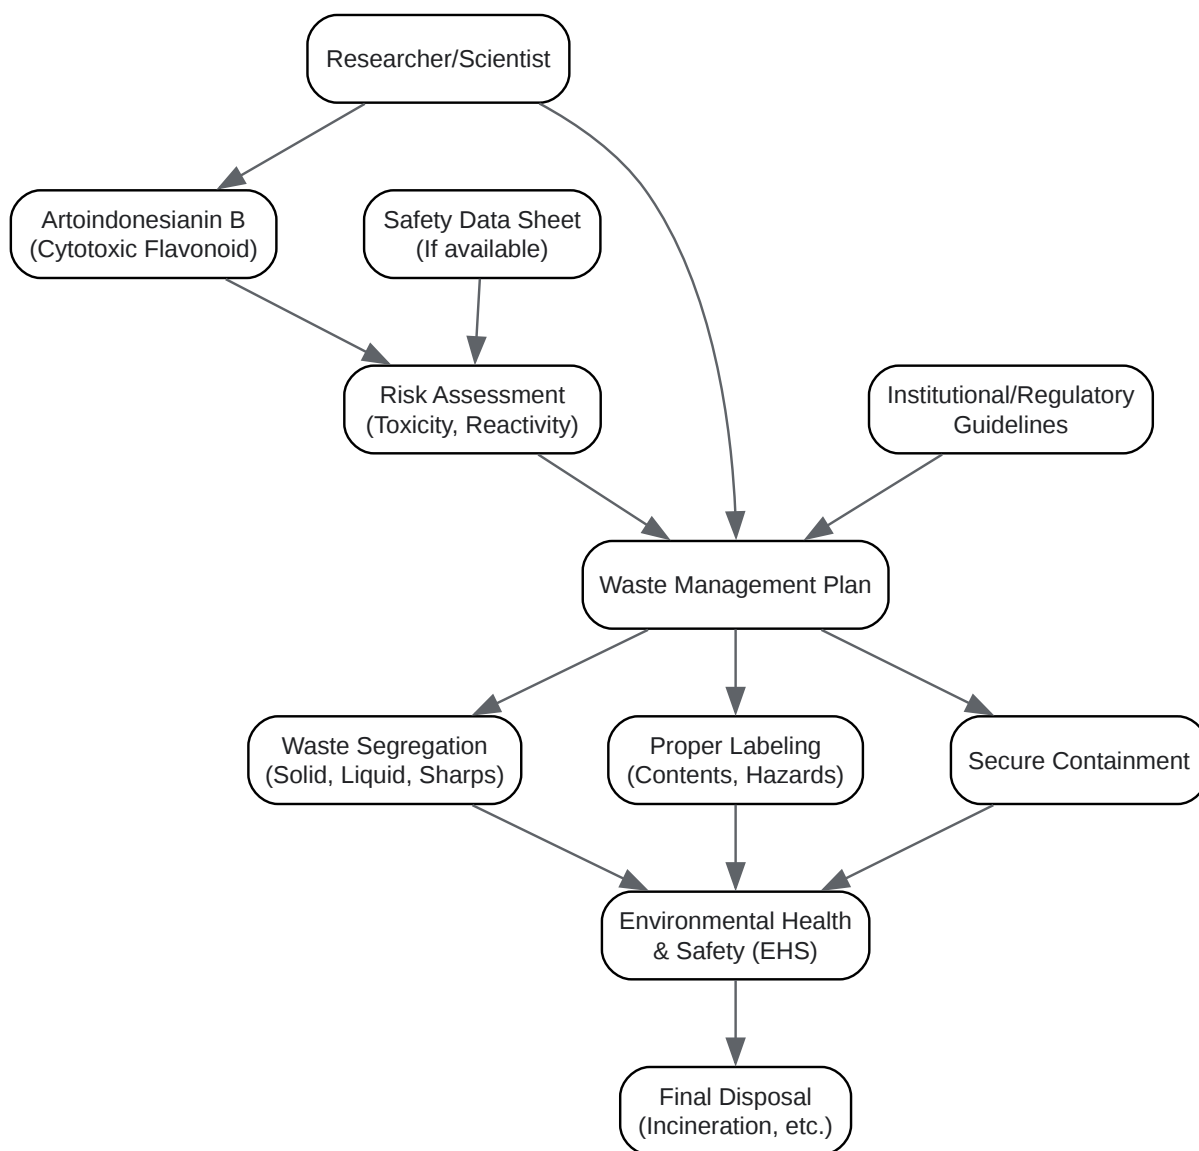 Researcher/Scientist
Artoindonesianin B
(Cytotoxic Flavonoid)
Safety Data Sheet
(If available)
Risk Assessment
(Toxicity, Reactivity)
Institutional/Regulatory
Guidelines
Waste Management Plan
Waste Segregation
(Solid, Liquid, Sharps)
Proper Labeling
(Contents, Hazards)
Secure Containment
Environmental Health
& Safety (EHS)
Final Disposal
(Incineration, etc.)